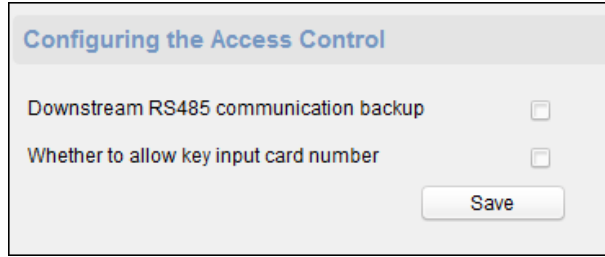 Configuring the Access Control
Downstream RS485 communication backup
Whether to allow key input card number
Save